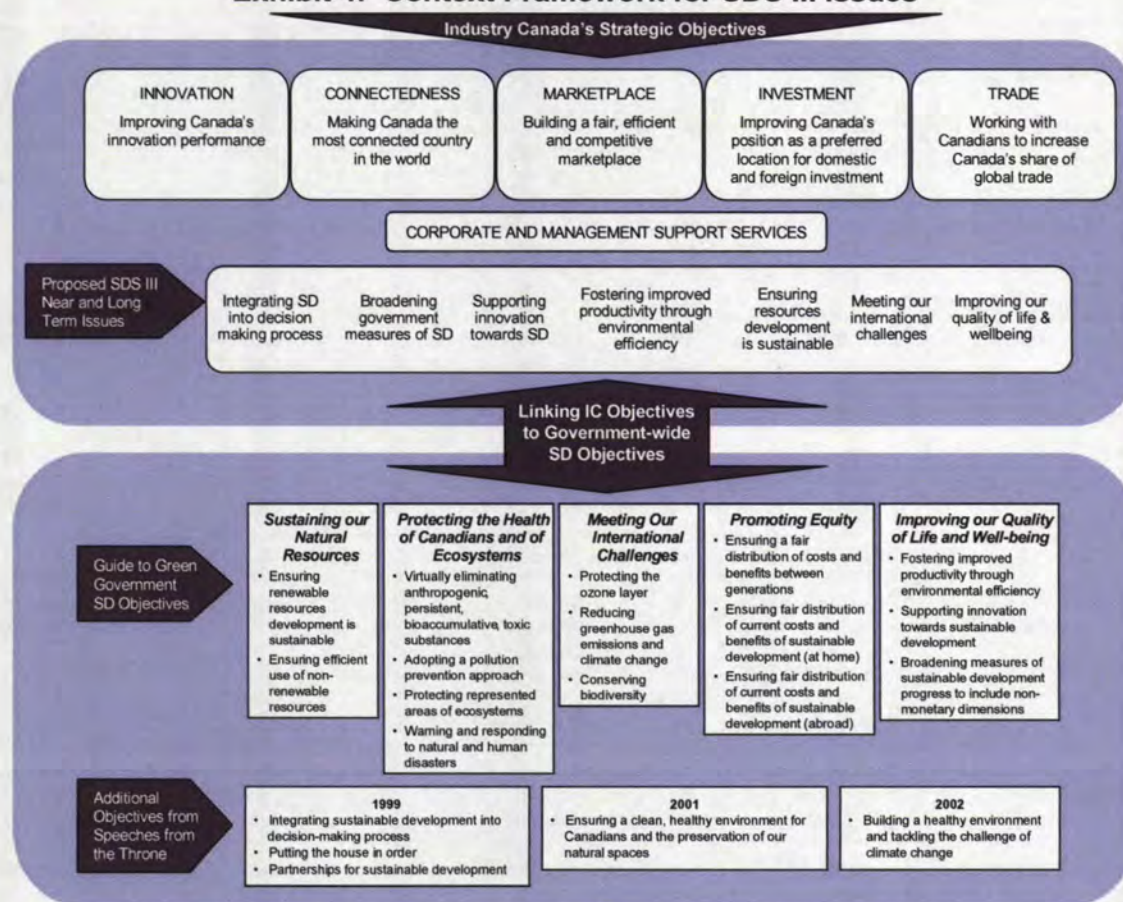 Industry Canada's Strategic Objectives
INNOVATION
Improving Canada's
innovation performance
CONNECTEDNESS
Making Canada the
most connected country
in the world
MARKETPLACE
Building a fair, efficient
and competitive
marketplace
INVESTMENT
Improving Canada's
position as a preferred
location for domestic
and foreign investment
TRADE
Working with
Canadians to increase
Canada's share of
global trade
CORPORATE AND MANAGEMENT SUPPORT SERVICES
Proposed SDS III
Near and Long
Term Issues
Integrating SD
into decision
making process
Broadening
government
measures of SD
Supporting
innovation
towards SD
Fostering improved
productivity through
environmental
efficiency
Ensuring
resources
development
is sustainable
Meeting our
international
challenges
Improving our
quality of life &
wellbeing
Linking IC Objectives
to Government-wide
SD Objectives
Guide to Green
Government
SD Objectives
Sustaining our
Natural
Resources
• Ensuring
renewable
resources
development is
sustainable
• Ensuring efficient
use of non-
renewable
resources
Protecting the Health
of Canadians and of
Ecosystems
• Virtually eliminating
anthropogenic,
persistent,
bioaccumulative, toxic
substances
• Adopting a pollution
prevention approach
• Protecting represented
areas of ecosystems
• Warning and responding
to natural and human
disasters
Meeting Our
International
Challenges
• Protecting the
ozone layer
• Reducing
greenhouse gas
emissions and
climate change
• Conserving
biodiversity
Promoting Equity
• Ensuring a fair
distribution of costs and
benefits between
generations
• Ensuring fair distribution
of current costs and
benefits of sustainable
development (at home)
• Ensuring fair distribution
of current costs and
benefits of sustainable
development (abroad)
Improving our Quality
of Life and Well-being
• Fostering improved
productivity through
environmental efficiency
• Supporting innovation
towards sustainable
development
• Broadening measures of
sustainable development
progress to include non-
monetary dimensions
Additional
Objectives from
Speeches from
the Throne
1999
• Integrating sustainable development into
decision-making process
• Putting the house in order
• Partnerships for sustainable development
2001
• Ensuring a clean, healthy environment for
Canadians and the preservation of our
natural spaces
2002
• Building a healthy environment
and tackling the challenge of
climate change